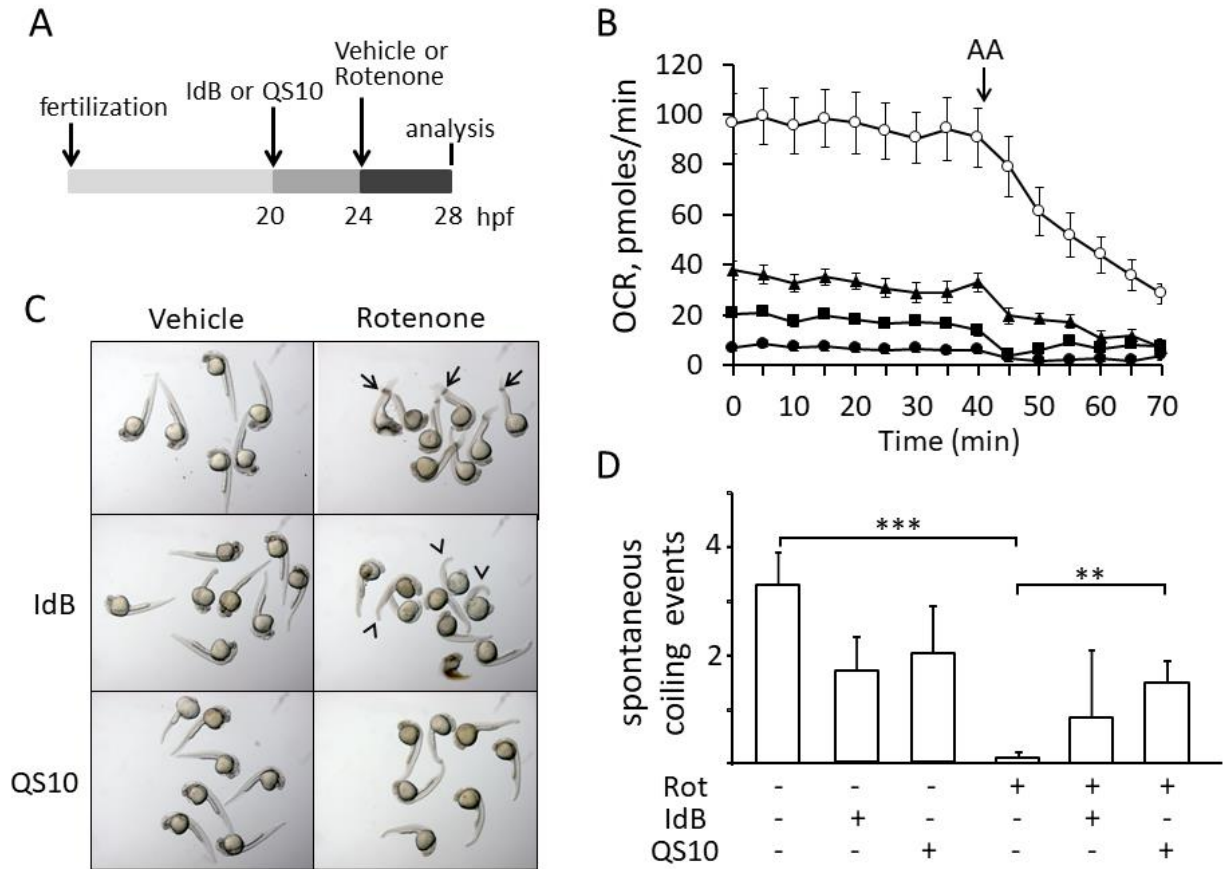 A
fertilization
IdB or QS10
Vehicle or
Rotenone
analysis
20 24 28 hpf
B
AA
OCR, pmoles/min
120
100
80
60
40
20
0
0 10 20 30 40 50 60 70
Time (min)
C
Vehicle Rotenone
IdB
QS10
D
spontaneous
coiling events
4
2
***
**
Rot - - - + + +
IdB - + - - + -
QS10 - - + - - +